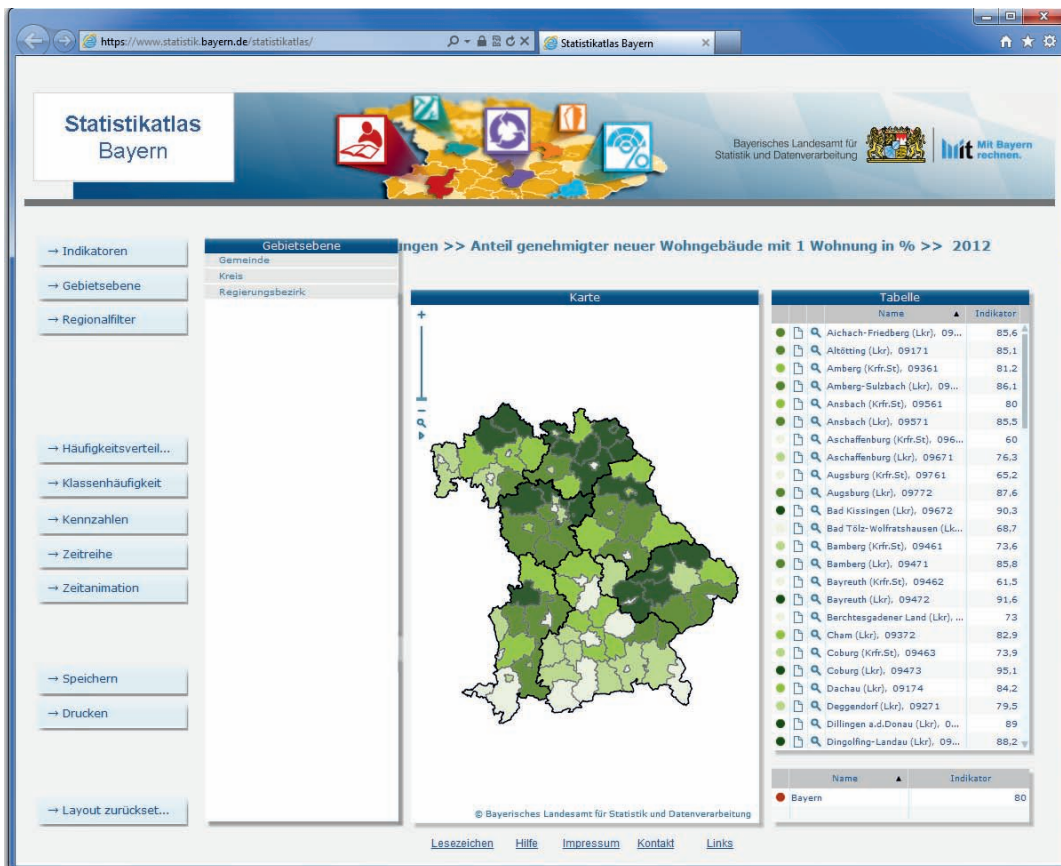 https://www.statistik.bayern.de/statistikatlas/
Statistikatlas Bayern
Statistikatlas
Bayern
Bayerisches Landesamt für
Statistik und Datenverarbeitung
mit Mit Bayern
rechnen.
ungen >> Anteil genehmigter neuer Wohngebäude mit 1 Wohnung in % >> 2012
→ Indikatoren
→ Gebietsebene
→ Regionalfilter
→ Häufigkeitsverteil...
→ Klassenhäufigkeit
→ Kennzahlen
→ Zeitreihe
→ Zeitanimation
→ Speichern
→ Drucken
→ Layout zurückset...
Gebietsebene
Gemeinde
Kreis
Regierungsbezirk
Karte
© Bayerisches Landesamt für Statistik und Datenverarbeitung
Tabelle
Name Indikator
Aichach-Friedberg (Lkr), 09... 85,6
Altötting (Lkr), 09171 85,1
Amberg (Krfr.St), 09361 81,2
Amberg-Sulzbach (Lkr), 09... 86,1
Ansbach (Krfr.St), 09561 80
Ansbach (Lkr), 09571 85,5
Aschaffenburg (Krfr.St), 096... 60
Aschaffenburg (Lkr), 09671 76,3
Augsburg (Krfr.St), 09761 65,2
Augsburg (Lkr), 09772 87,6
Bad Kissingen (Lkr), 09672 90,3
Bad Tölz-Wolfratshausen (Lk... 68,7
Bamberg (Krfr.St), 09461 73,6
Bamberg (Lkr), 09471 85,8
Bayreuth (Krfr.St), 09462 61,5
Bayreuth (Lkr), 09472 91,6
Berchtesgadener Land (Lkr), ... 73
Cham (Lkr), 09372 82,9
Coburg (Krfr.St), 09463 73,9
Coburg (Lkr), 09473 95,1
Dachau (Lkr), 09174 84,2
Deggendorf (Lkr), 09271 79,5
Dillingen a.d.Donau (Lkr), 0... 89
Dingolfing-Landau (Lkr), 09... 88,2
Name Indikator
Bayern 80
Lesezeichen Hilfe Impressum Kontakt Links